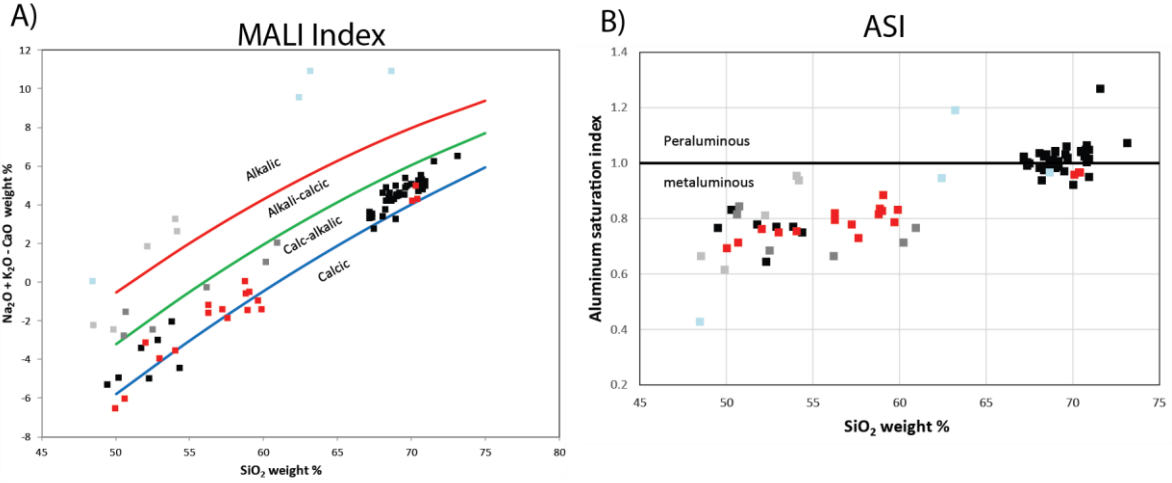 A)
MALI Index
12
10
8
6
4
2
0
-2
-4
-6
-8
Na₂O + K₂O - CaO weight %
Alkalic
Alkali-calcic
Calc-alkalic
Calcic
45 50 55 60 65 70 75 80
SiO₂ weight %
B)
ASI
1.4
1.2
1.0
0.8
0.6
0.4
0.2
Aluminum saturation index
Peraluminous
metaluminous
45 50 55 60 65 70 75
SiO₂ weight %